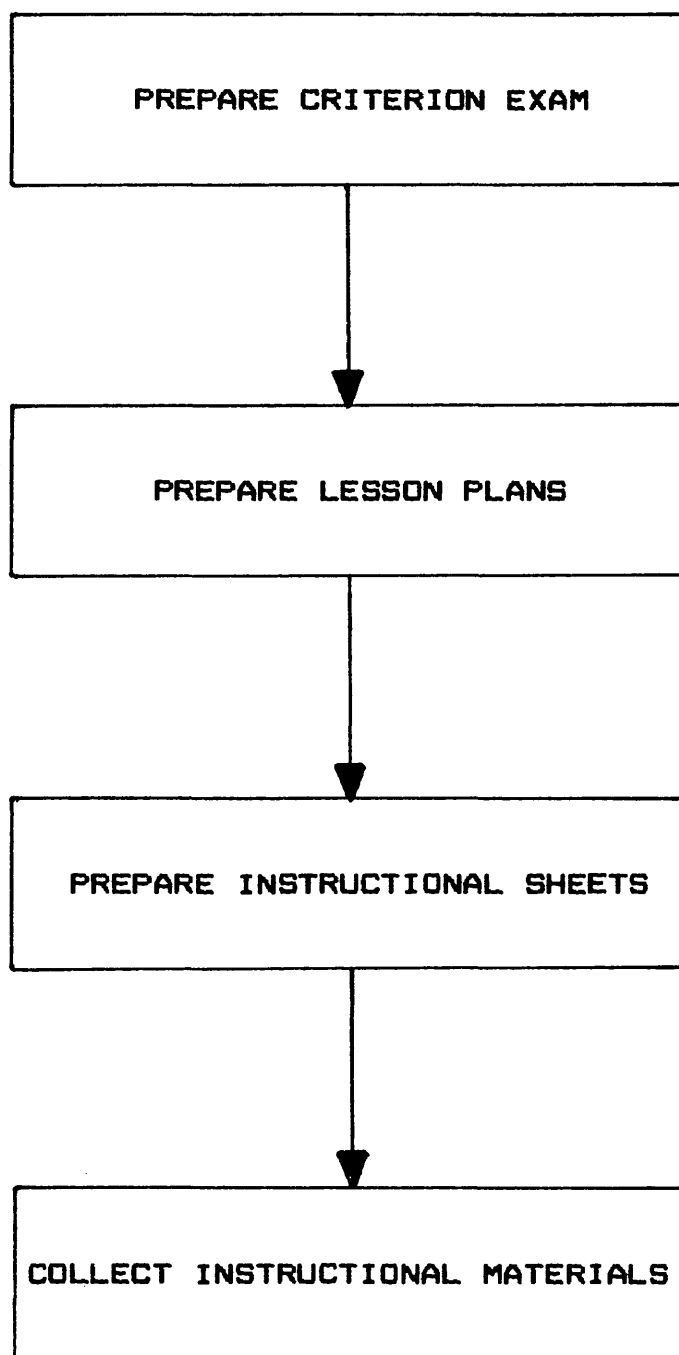 PREPARE CRITERION EXAM
PREPARE LESSON PLANS
PREPARE INSTRUCTIONAL SHEETS
COLLECT INSTRUCTIONAL MATERIALS